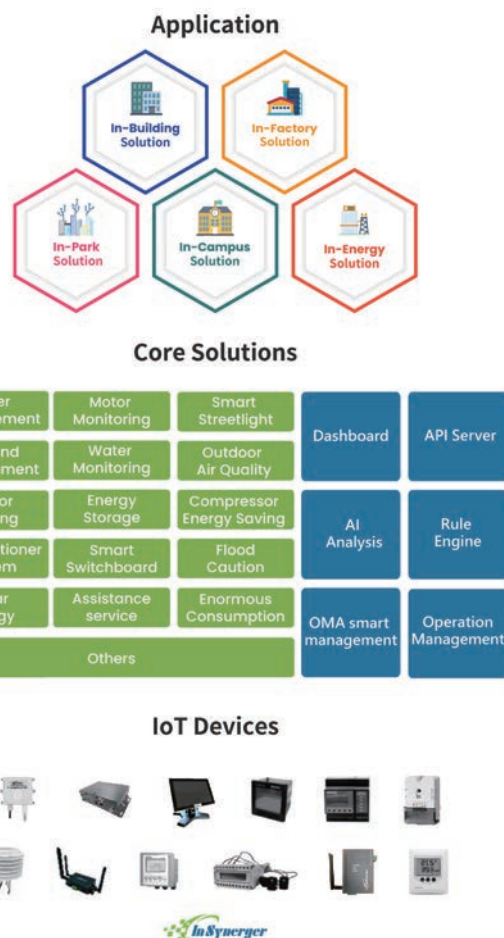 Application
In-Building
Solution
In-Factory
Solution
In-Park
Solution
In-Campus
Solution
In-Energy
Solution
Core Solutions
Motor
Monitoring
Smart
Streetlight
Dashboard
API Server
Water
Monitoring
Outdoor
Air Quality
Energy
Storage
Compressor
Energy Saving
AI
Analysis
Rule
Engine
Smart
Switchboard
Flood
Caution
Assistance
service
Enormous
Consumption
OMA smart
management
Operation
Management
Others
IoT Devices
InSynerger